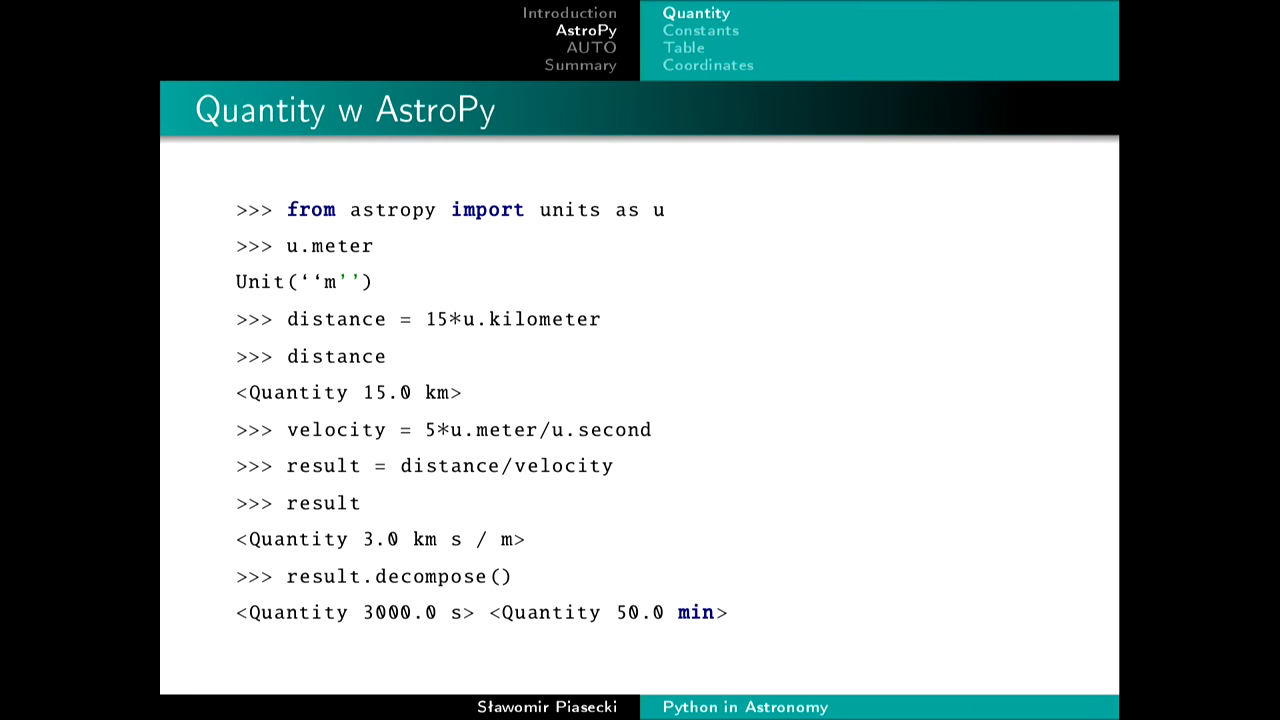 Introduction
AstroPy
AUTO
Summary
Quantity
Constants
Table
Coordinates
Quantity w AstroPy
>>> from astropy import units as u
>>> u.meter
Unit(‘‘m’’)
>>> distance = 15*u.kilometer
>>> distance
<Quantity 15.0 km>
>>> velocity = 5*u.meter/u.second
>>> result = distance/velocity
>>> result
<Quantity 3.0 km s / m>
>>> result.decompose()
<Quantity 3000.0 s> <Quantity 50.0 min>
Sławomir Piasecki
Python in Astronomy